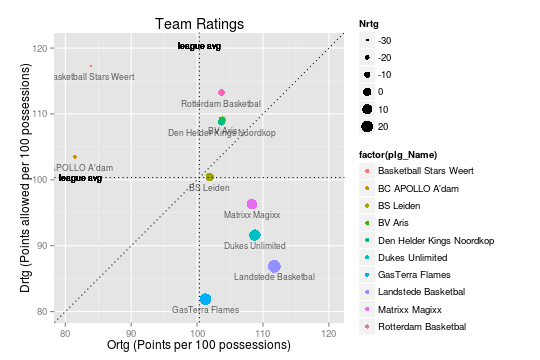 Team Ratings
league avg
120
110
100
90
80
asketball Stars Weert
Rotterdam Basketbal
BV Aris
Den Helder Kings Noordkop
APOLLO A'dam
league avg
BS Leiden
Matrixx Magixx
Dukes Unlimited
Landstede Basketbal
GasTerra Flames
80
90
100
110
120
Ortg (Points per 100 possessions)
Drtg (Points allowed per 100 possessions)
Nrtg
-30
-20
-10
0
10
20
factor(plg_Name)
Basketball Stars Weert
BC APOLLO A'dam
BS Leiden
BV Aris
Den Helder Kings Noordkop
Dukes Unlimited
GasTerra Flames
Landstede Basketbal
Matrixx Magixx
Rotterdam Basketbal